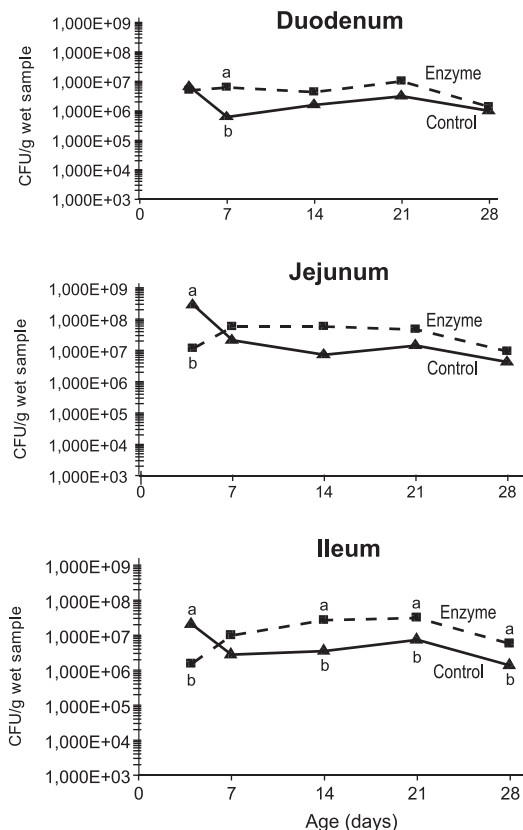 Duodenum
1,000E+09
1,000E+08
1,000E+07
1,000E+06
1,000E+05
1,000E+04
1,000E+03
CFU/g wet sample
a
b
Enzyme
Control
0 7 14 21 28
Jejunum
1,000E+09
1,000E+08
1,000E+07
1,000E+06
1,000E+05
1,000E+04
1,000E+03
CFU/g wet sample
a
b
Enzyme
Control
0 7 14 21 28
Ileum
1,000E+09
1,000E+08
1,000E+07
1,000E+06
1,000E+05
1,000E+04
1,000E+03
CFU/g wet sample
a a a a
Enzyme
Control
b b b b
0 7 14 21 28
Age (days)